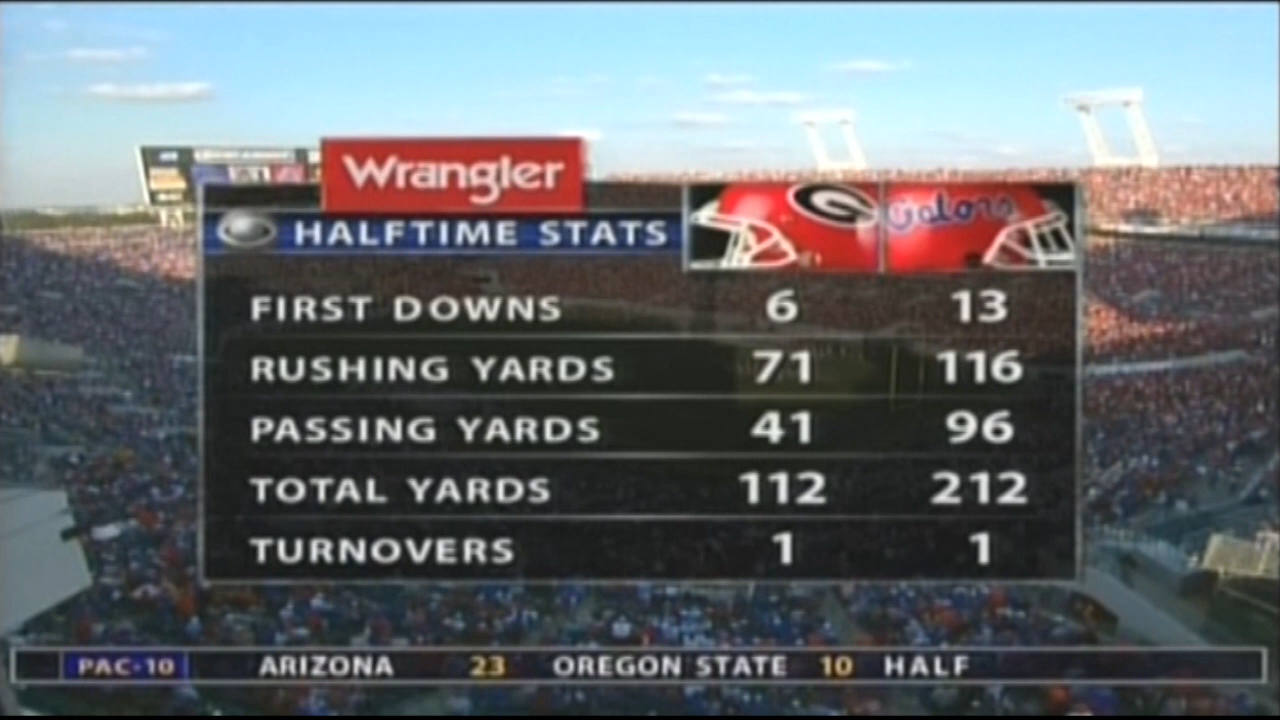 Wrangler
HALFTIME STATS G Gators
FIRST DOWNS 6 13
RUSHING YARDS 71 116
PASSING YARDS 41 96
TOTAL YARDS 112 212
TURNOVERS 1 1
PAC-10 ARIZONA 23 OREGON STATE 10 HALF